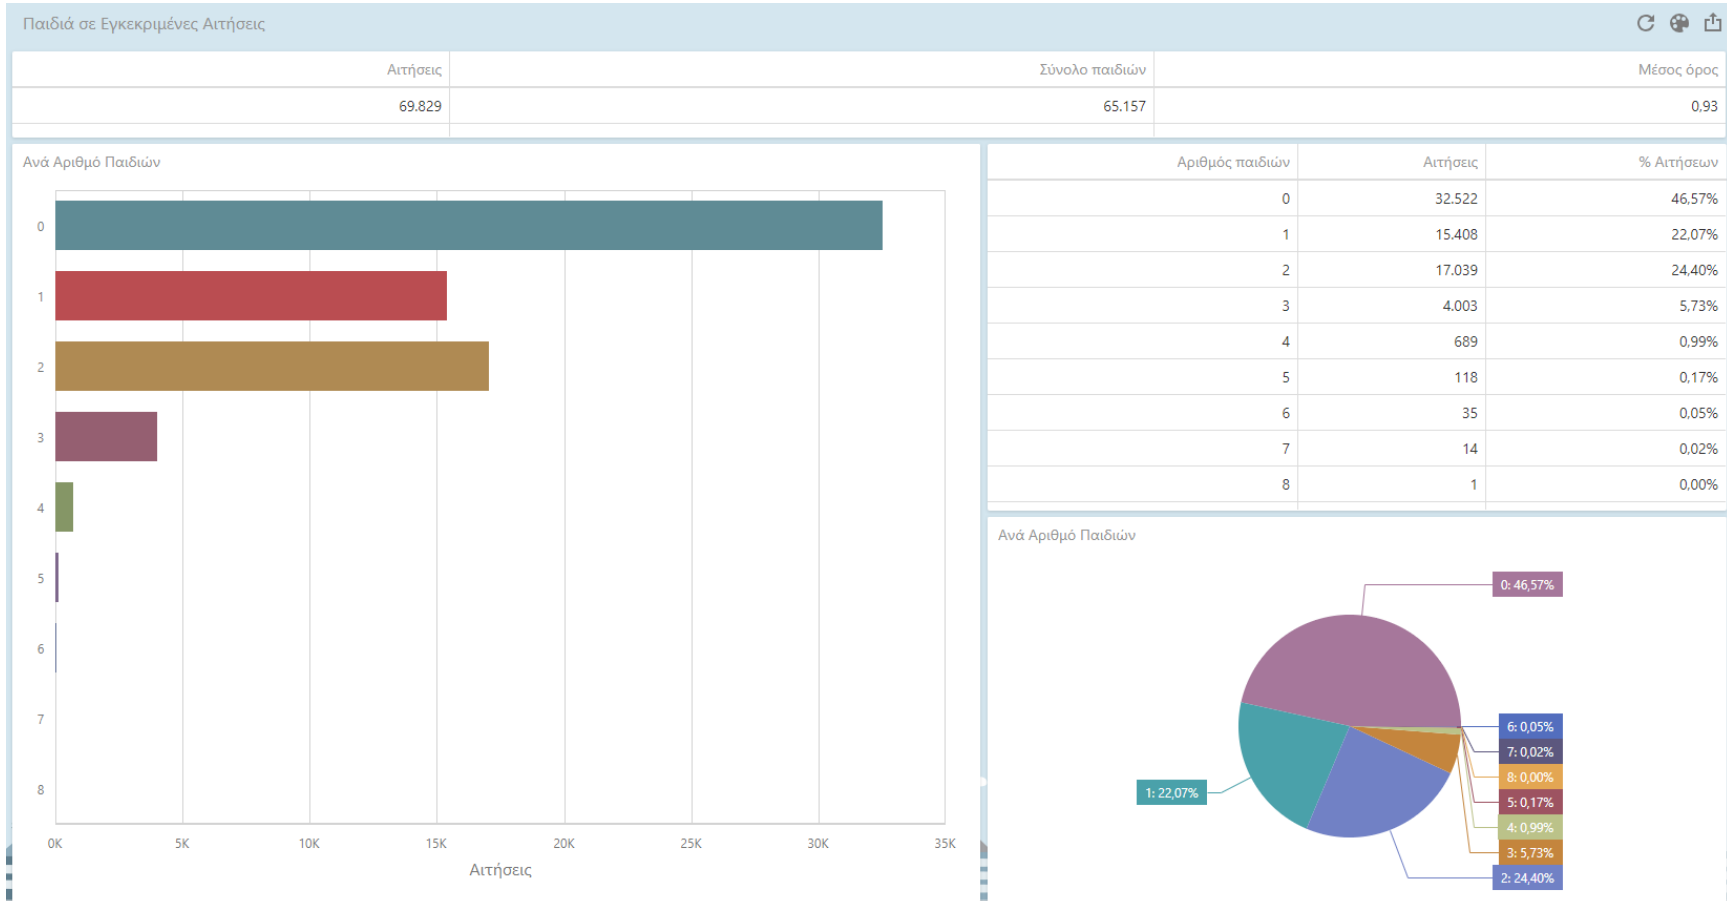 Παιδιά σε Εγκεκριμένες Αιτήσεις
Αιτήσεις Σύνολο παιδιών Μέσος όρος
69.829 65.157 0,93
Ανά Αριθμό Παιδιών
0
1
2
3
4
5
6
7
8
0K 5K 10K 15K 20K 25K 30K 35K
Αιτήσεις
Αριθμός παιδιών Αιτήσεις % Αιτήσεων
0 32.522 46,57%
1 15.408 22,07%
2 17.039 24,40%
3 4.003 5,73%
4 689 0,99%
5 118 0,17%
6 35 0,05%
7 14 0,02%
8 1 0,00%
Ανά Αριθμό Παιδιών
0: 46,57%
6: 0,05%
7: 0,02%
8: 0,00%
1: 22,07%
5: 0,17%
4: 0,99%
3: 5,73%
2: 24,40%